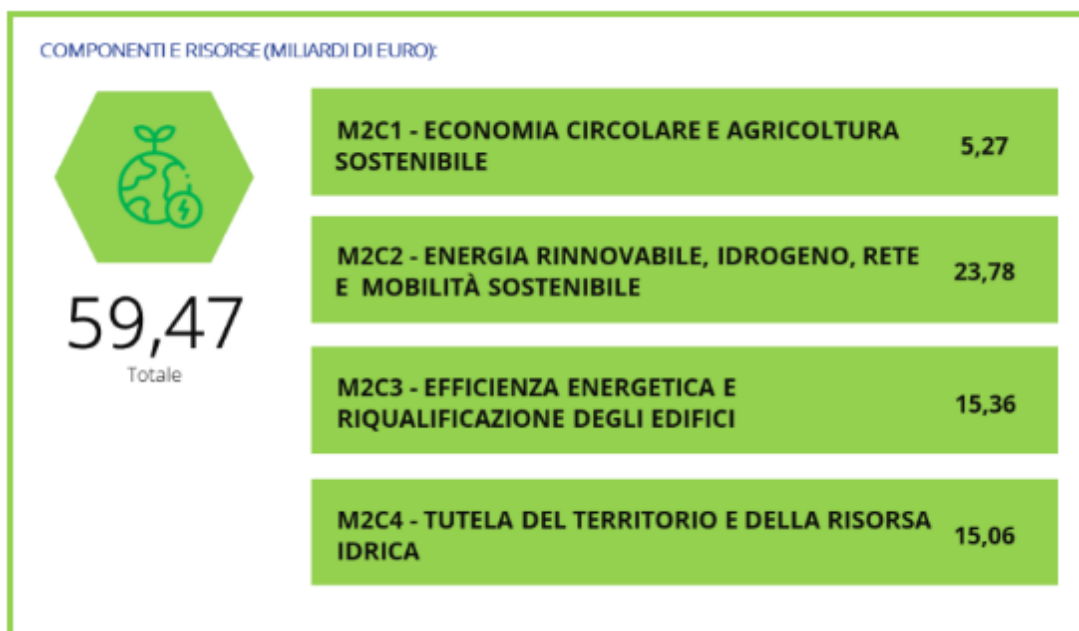 COMPONENTI E RISORSE (MILIARDI DI EURO):
59,47
Totale
M2C1 - ECONOMIA CIRCOLARE E AGRICOLTURA
SOSTENIBILE
5,27
M2C2 - ENERGIA RINNOVABILE, IDROGENO, RETE
E MOBILITÀ SOSTENIBILE
23,78
M2C3 - EFFICIENZA ENERGETICA E
RIQUALIFICAZIONE DEGLI EDIFICI
15,36
M2C4 - TUTELA DEL TERRITORIO E DELLA RISORSA
IDRICA
15,06